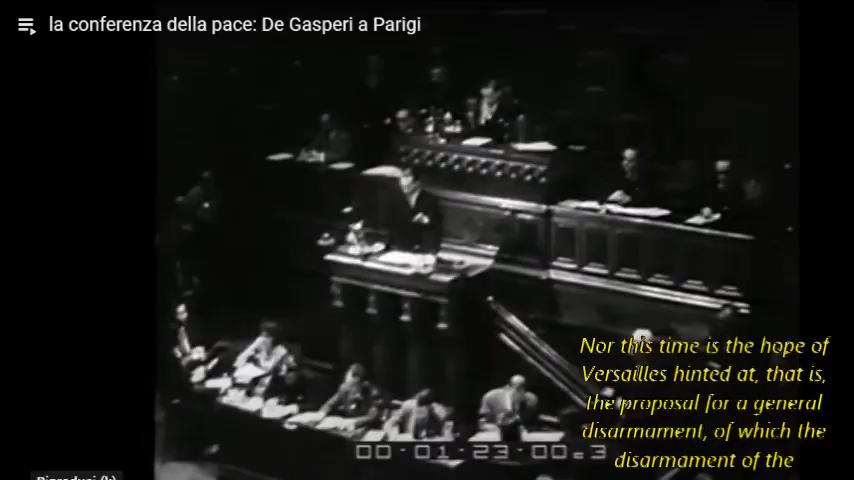 la conferenza della pace: De Gasperi a Parigi
Nor this time is the hope of
Versailles hinted at, that is,
the proposal for a general
disarmament, of which the
disarmament of the
00-01-23-00.3
Riproduci (k)